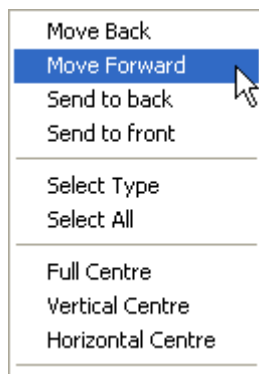 Move Back
Move Forward
Send to back
Send to front
Select Type
Select All
Full Centre
Vertical Centre
Horizontal Centre